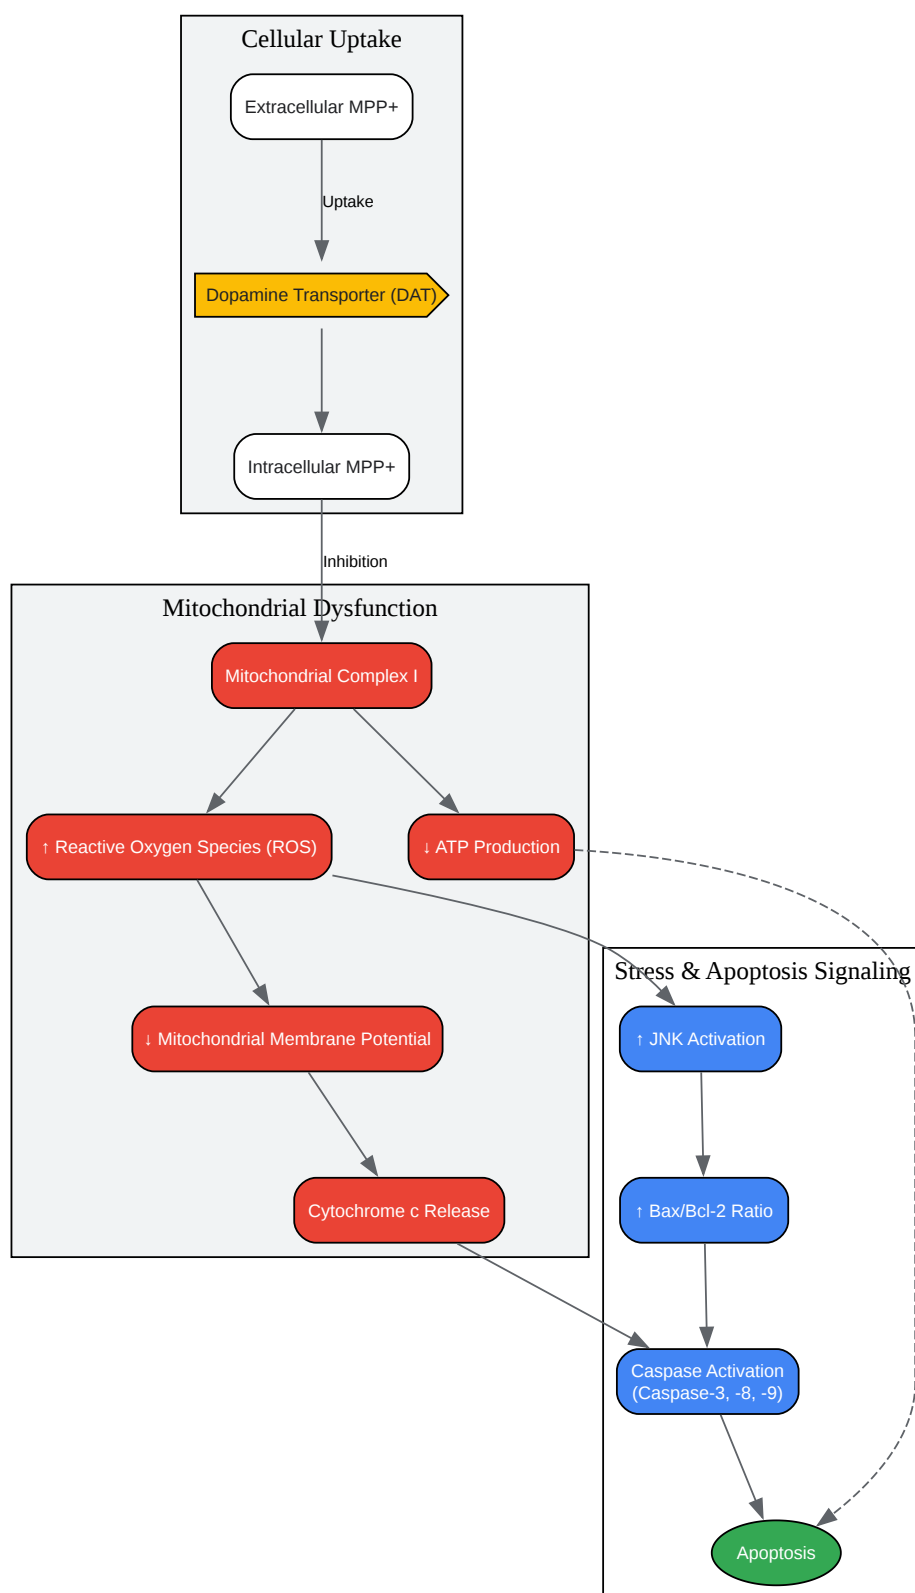 Cellular Uptake
Extracellular MPP+
Uptake
Dopamine Transporter (DAT)
Intracellular MPP+
Inhibition
Mitochondrial Dysfunction
Mitochondrial Complex I
↑ Reactive Oxygen Species (ROS)
↓ ATP Production
Stress & Apoptosis Signaling
↓ Mitochondrial Membrane Potential
↑ JNK Activation
Cytochrome c Release
↑ Bax/Bcl-2 Ratio
Caspase Activation
(Caspase-3, -8, -9)
Apoptosis